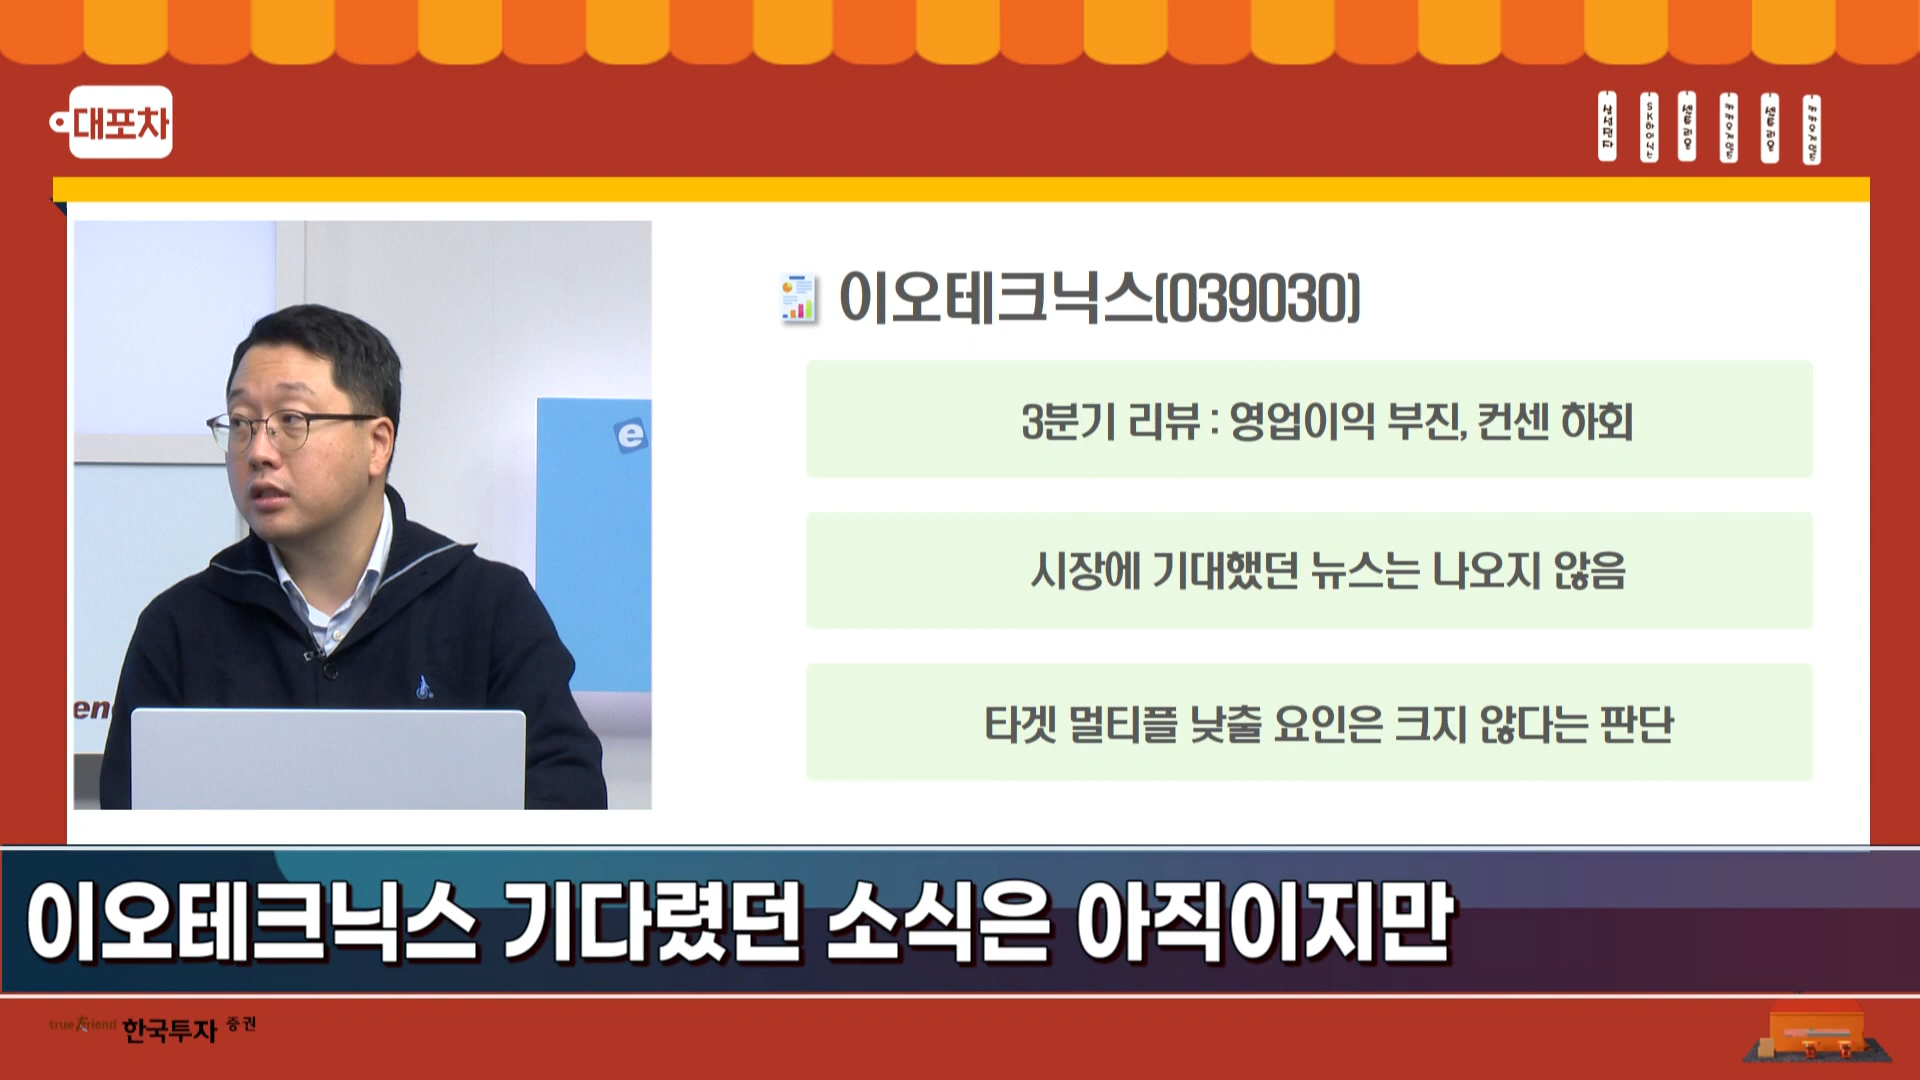 대포차
이오테크닉스(039030)
3분기 리뷰 : 영업이익 부진, 컨센 하회
시장에 기대했던 뉴스는 나오지 않음
타겟 멀티플 낮출 요인은 크지 않다는 판단
e
en
이오테크닉스 기다렸던 소식은 아직이지만
true friend 한국투자 증권